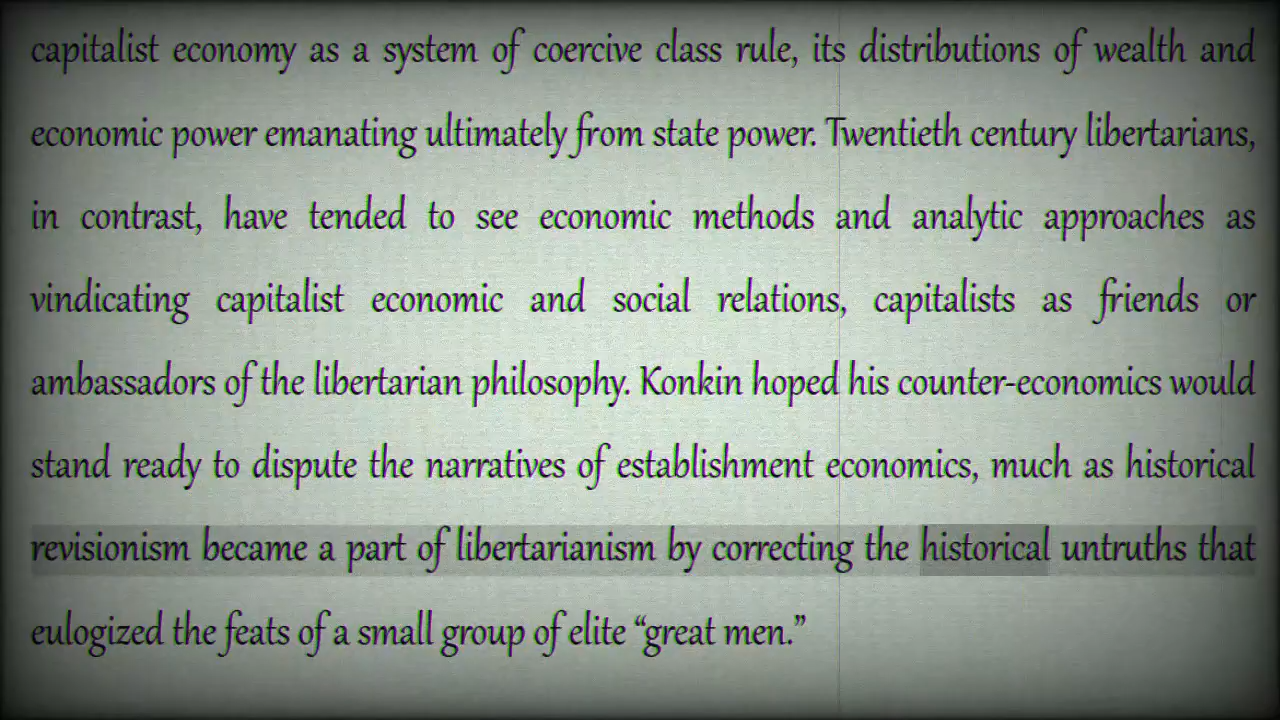 capitalist economy as a system of coercive class rule, its distributions of wealth and
economic power emanating ultimately from state power. Twentieth century libertarians,
in contrast, have tended to see economic methods and analytic approaches as
vindicating capitalist economic and social relations, capitalists as friends or
ambassadors of the libertarian philosophy. Konkin hoped his counter-economics would
stand ready to dispute the narratives of establishment economics, much as historical
revisionism became a part of libertarianism by correcting the historical untruths that
eulogized the feats of a small group of elite “great men.”